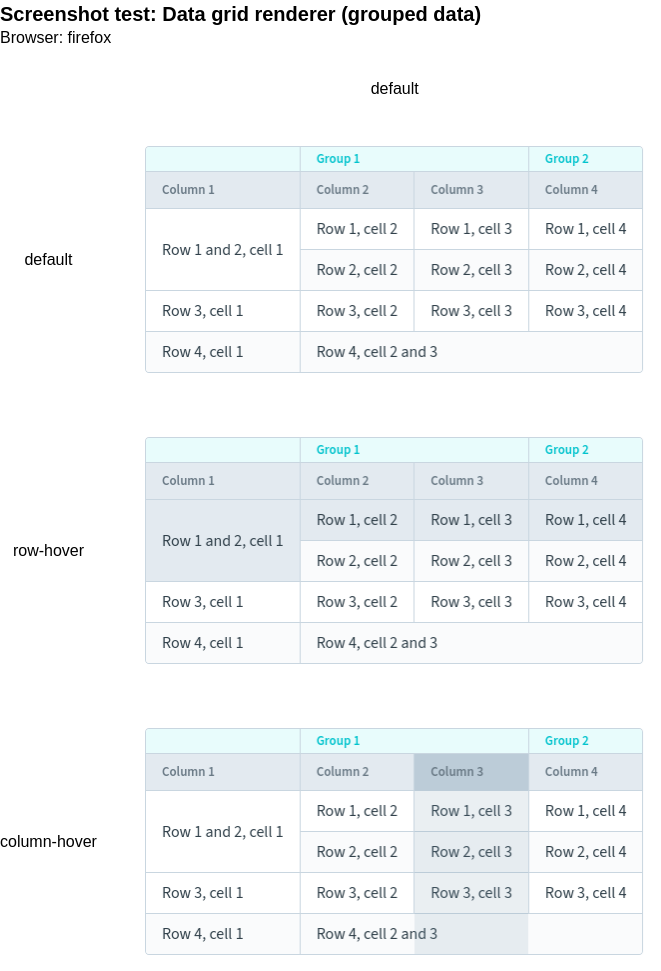 Screenshot test: Data grid renderer (grouped data)
Browser: firefox
default
default
Group 1 Group 2
Column 1 Column 2 Column 3 Column 4
Row 1 and 2, cell 1 Row 1, cell 2 Row 1, cell 3 Row 1, cell 4
Row 2, cell 2 Row 2, cell 3 Row 2, cell 4
Row 3, cell 1 Row 3, cell 2 Row 3, cell 3 Row 3, cell 4
Row 4, cell 1 Row 4, cell 2 and 3
row-hover
Group 1 Group 2
Column 1 Column 2 Column 3 Column 4
Row 1 and 2, cell 1 Row 1, cell 2 Row 1, cell 3 Row 1, cell 4
Row 2, cell 2 Row 2, cell 3 Row 2, cell 4
Row 3, cell 1 Row 3, cell 2 Row 3, cell 3 Row 3, cell 4
Row 4, cell 1 Row 4, cell 2 and 3
column-hover
Group 1 Group 2
Column 1 Column 2 Column 3 Column 4
Row 1 and 2, cell 1 Row 1, cell 2 Row 1, cell 3 Row 1, cell 4
Row 2, cell 2 Row 2, cell 3 Row 2, cell 4
Row 3, cell 1 Row 3, cell 2 Row 3, cell 3 Row 3, cell 4
Row 4, cell 1 Row 4, cell 2 and 3